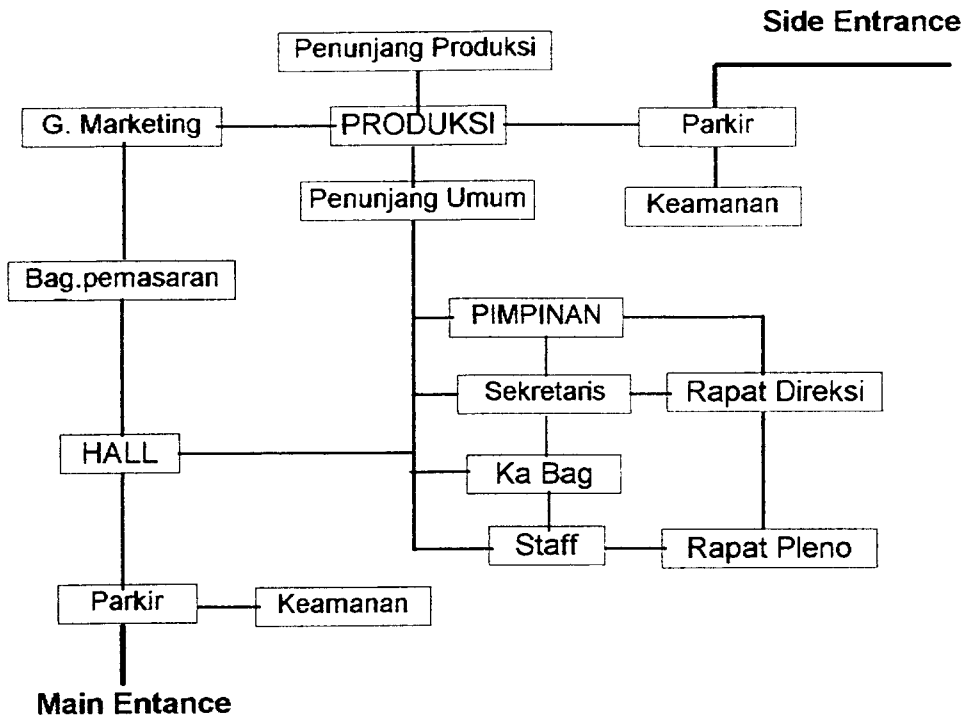 Side Entrance
Penunjang Produksi
G. Marketing
PRODUKSI
Parkir
Penunjang Umum
Keamanan
Bag.pemasaran
PIMPINAN
Sekretaris
Rapat Direksi
HALL
Ka Bag
Staff
Rapat Pleno
Parkir
Keamanan
Main Entance